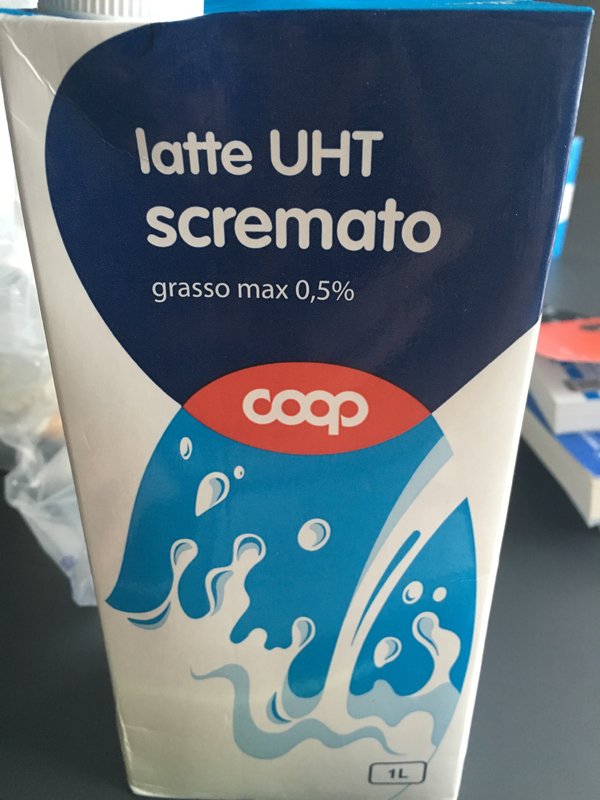 latte UHT
scremato
grasso max 0,5%
coop
1L